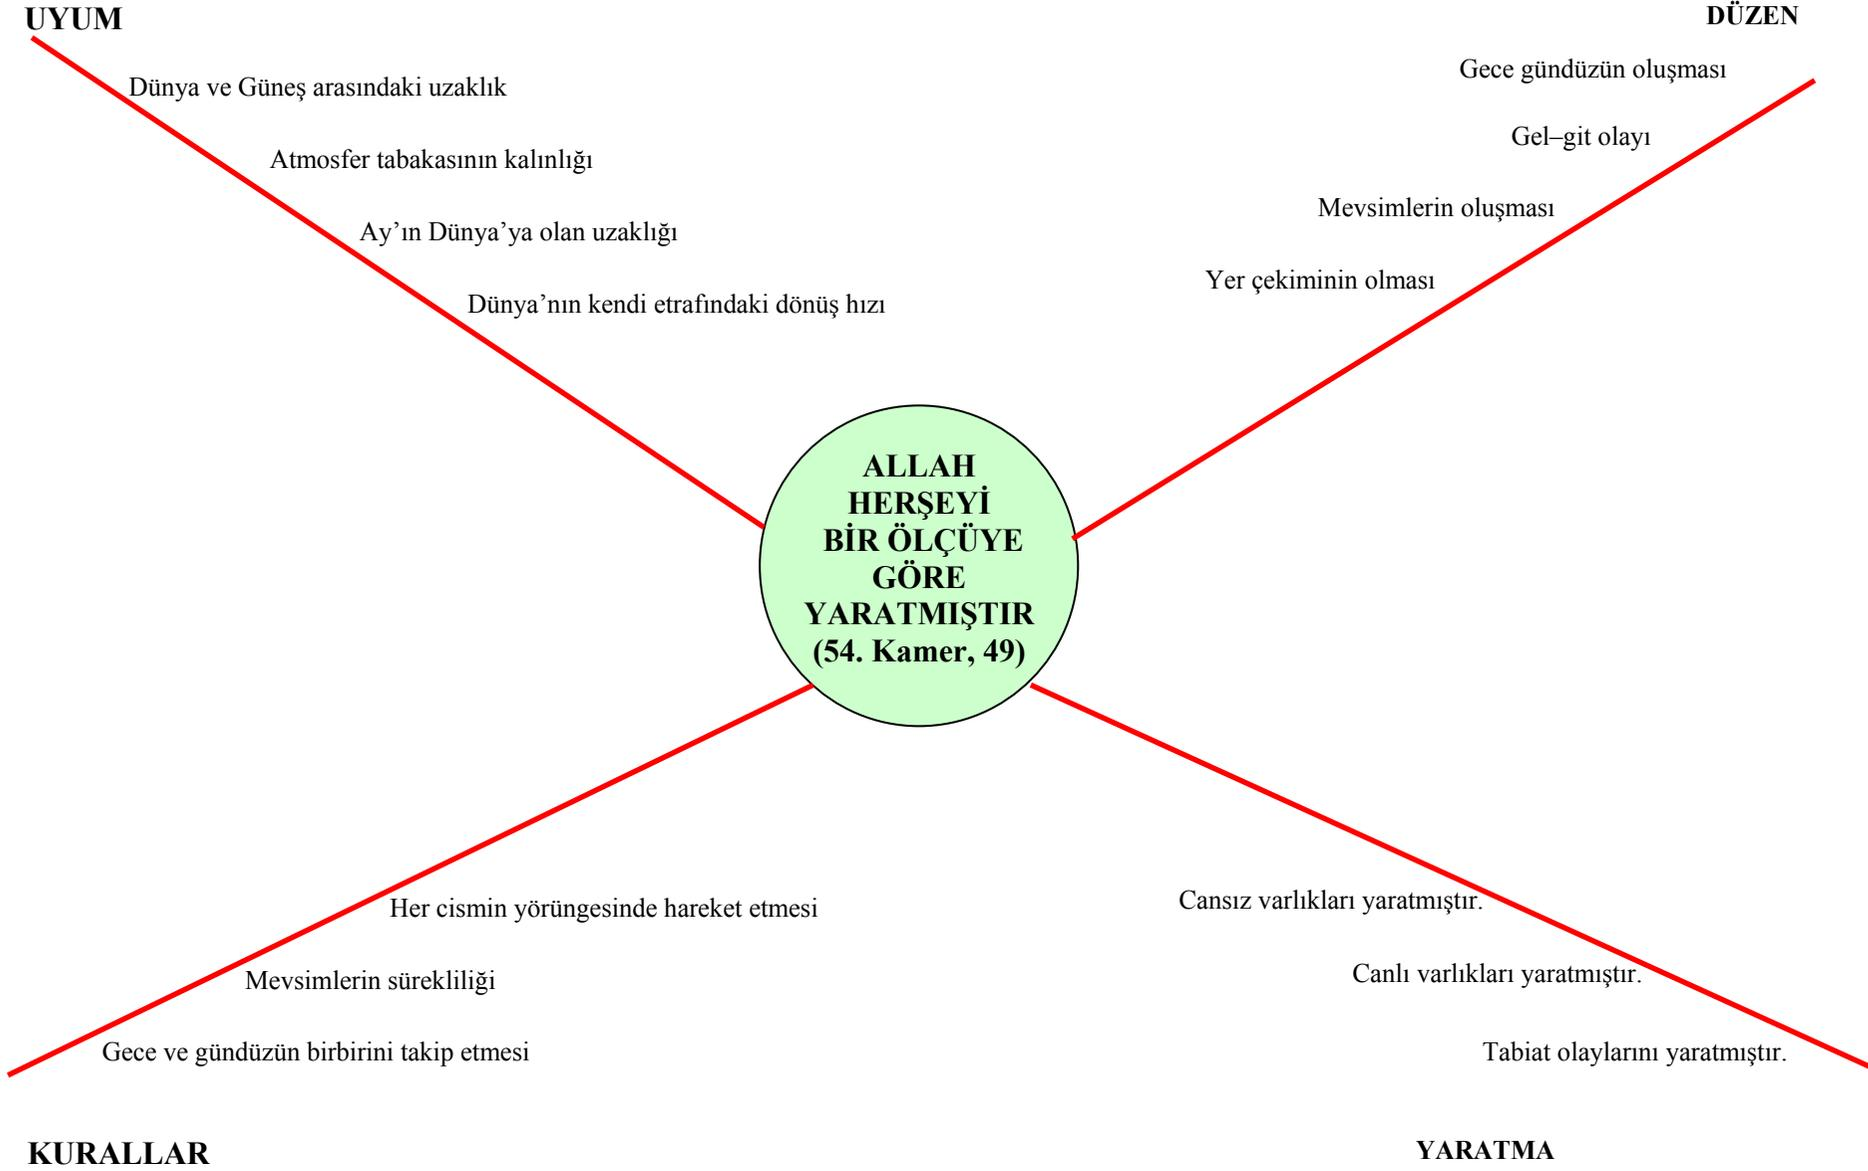 UYUM
DÜZEN
Dünya ve Güneş arasındaki uzaklık
Atmosfer tabakasının kalınlığı
Ay’ın Dünya’ya olan uzaklığı
Dünya’nın kendi etrafındaki dönüş hızı
Gece gündüzün oluşması
Gel–git olayı
Mevsimlerin oluşması
Yer çekiminin olması
ALLAH
HERŞEYİ
BİR ÖLÇÜYE
GÖRE
YARATMIŞTIR
(54. Kamer, 49)
Her cismin yörüngesinde hareket etmesi
Mevsimlerin sürekliliği
Gece ve gündüzün birbirini takip etmesi
KURALLAR
Cansız varlıkları yaratmıştır.
Canlı varlıkları yaratmıştır.
Tabiat olaylarını yaratmıştır.
YARATMA